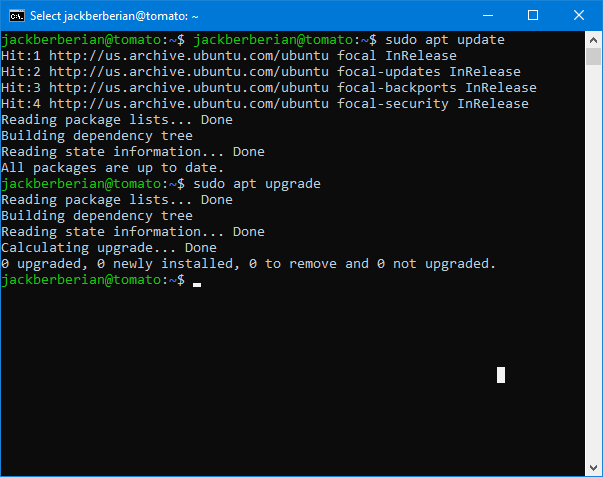 Select jackberberian@tomato: ~
jackberberian@tomato:~$ jackberberian@tomato:~$ sudo apt update
Hit:1 http://us.archive.ubuntu.com/ubuntu focal InRelease
Hit:2 http://us.archive.ubuntu.com/ubuntu focal-updates InRelease
Hit:3 http://us.archive.ubuntu.com/ubuntu focal-backports InRelease
Hit:4 http://us.archive.ubuntu.com/ubuntu focal-security InRelease
Reading package lists... Done
Building dependency tree
Reading state information... Done
All packages are up to date.
jackberberian@tomato:~$ sudo apt upgrade
Reading package lists... Done
Building dependency tree
Reading state information... Done
Calculating upgrade... Done
0 upgraded, 0 newly installed, 0 to remove and 0 not upgraded.
jackberberian@tomato:~$